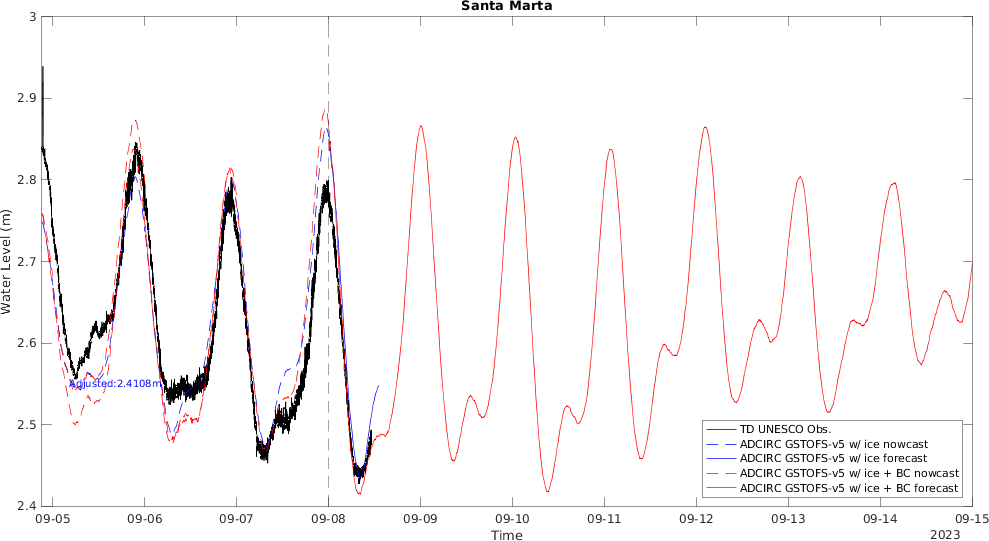 Santa Marta
3
2.9
2.8
2.7
2.6
2.5
2.4
Water Level (m)
Adjusted:2.4108m
TD UNESCO Obs.
ADCIRC GSTOFS-v5 w/ ice nowcast
ADCIRC GSTOFS-v5 w/ ice forecast
ADCIRC GSTOFS-v5 w/ ice + BC nowcast
ADCIRC GSTOFS-v5 w/ ice + BC forecast
09-05 09-06 09-07 09-08 09-09 09-10 09-11 09-12 09-13 09-14 09-15
Time
2023